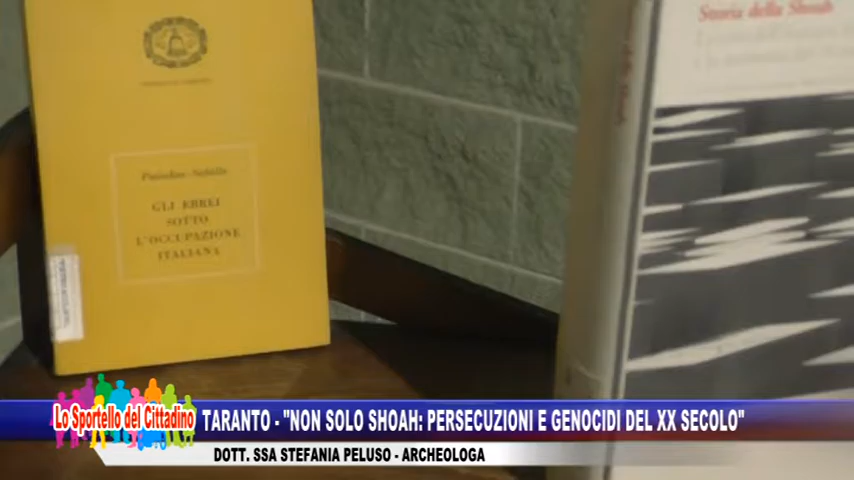 Storia della Shoah
Poliakov - Sabille
GLI EBREI
SOTTO
L'OCCUPAZIONE
ITALIANA
Lo Sportello del Cittadino
TARANTO - "NON SOLO SHOAH: PERSECUZIONI E GENOCIDI DEL XX SECOLO"
DOTT. SSA STEFANIA PELUSO - ARCHEOLOGA